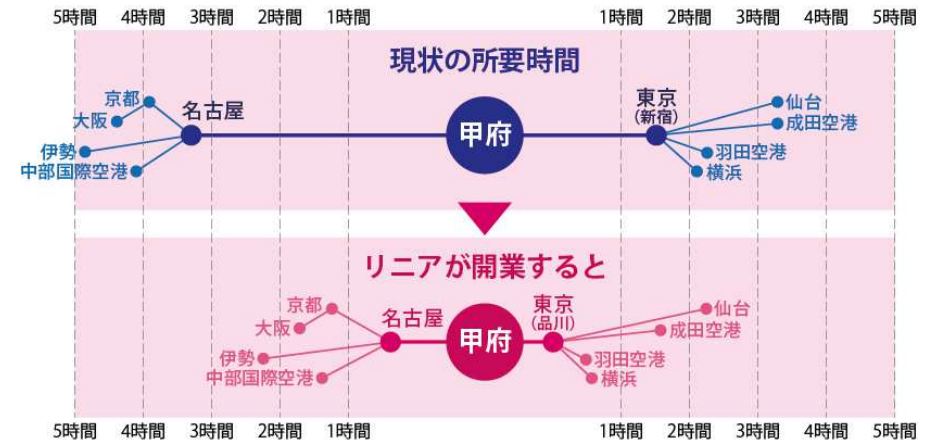 5時間 4時間 3時間 2時間 1時間 1時間 2時間 3時間 4時間 5時間
現状の所要時間
京都
大阪
伊勢
中部国際空港
名古屋
甲府
東京
(新宿)
仙台
成田空港
羽田空港
横浜
リニアが開業すると
京都
大阪
伊勢
中部国際空港
名古屋
甲府
東京
(品川)
仙台
成田空港
羽田空港
横浜
5時間 4時間 3時間 2時間 1時間 1時間 2時間 3時間 4時間 5時間